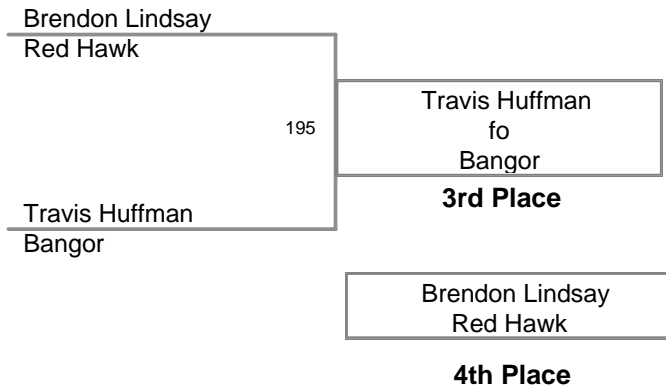 Brendon Lindsay
Red Hawk
195
Travis Huffman
fo
Bangor
3rd Place
Travis Huffman
Bangor
Brendon Lindsay
Red Hawk
4th Place